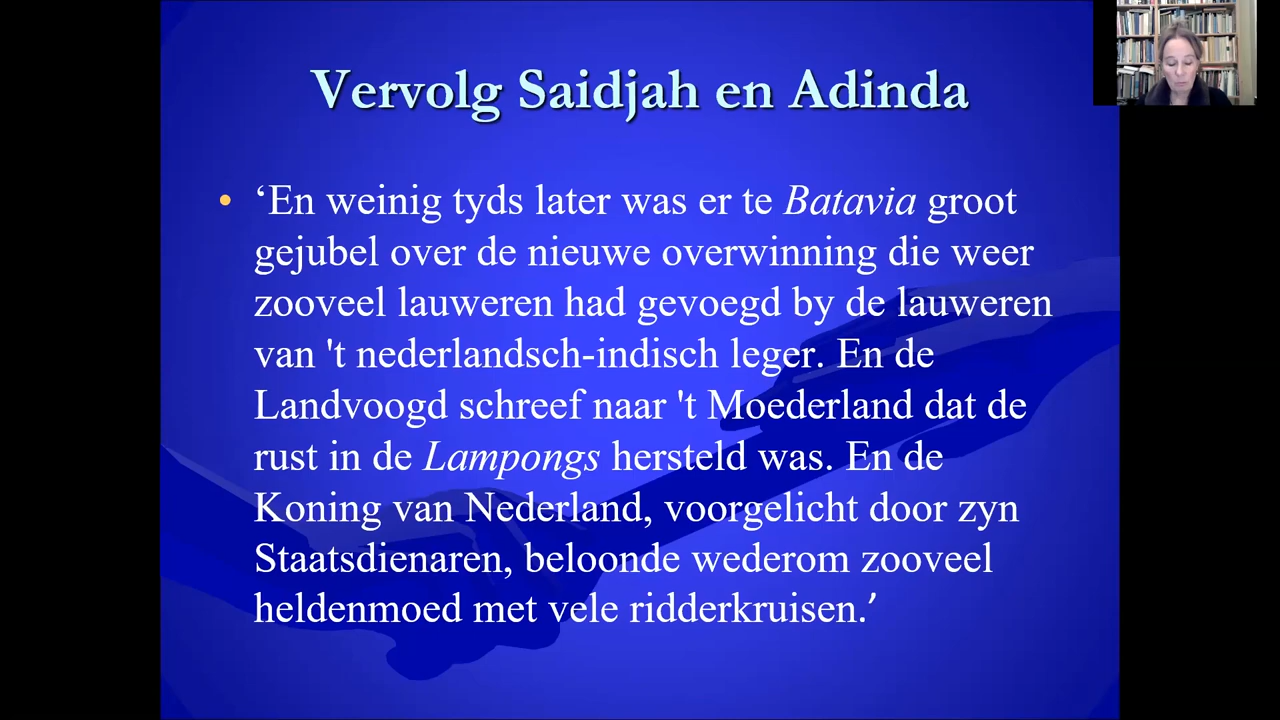 Vervolg Saidjah en Adinda
• ‘En weinig tyds later was er te Batavia groot
gejubel over de nieuwe overwinning die weer
zooveel lauweren had gevoegd by de lauweren
van 't nederlandsch-indisch leger. En de
Landvoogd schreef naar 't Moederland dat de
rust in de Lampongs hersteld was. En de
Koning van Nederland, voorgelicht door zyn
Staatsdienaren, beloonde wederom zooveel
heldenmoed met vele ridderkruisen.’